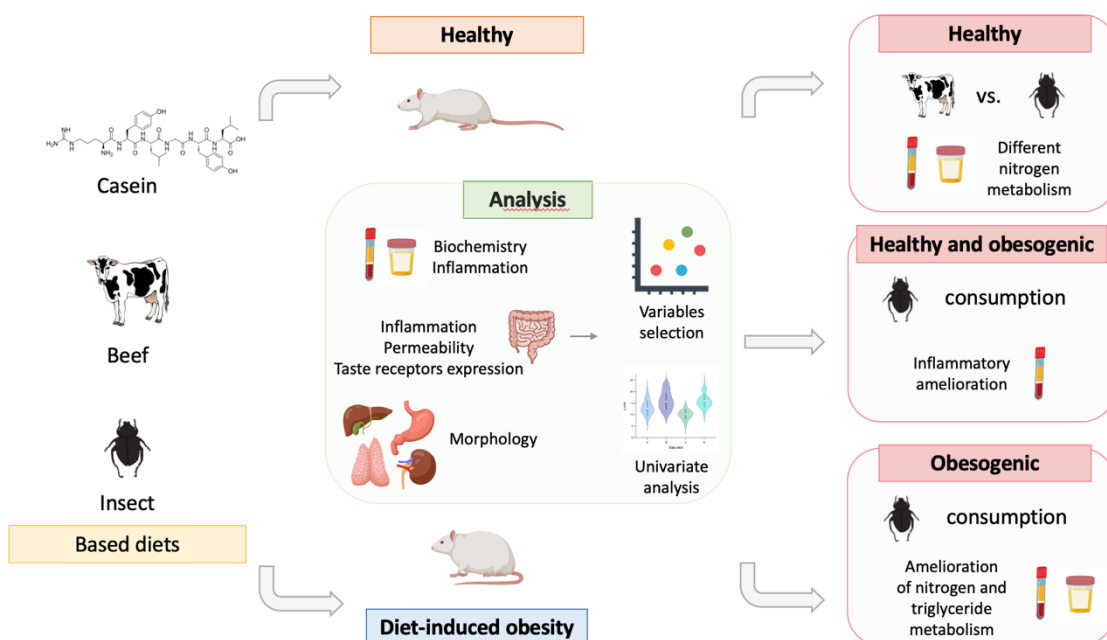 Casein
Beef
Insect
Based diets
Healthy
Analysis
Biochemistry
Inflammation
Inflammation
Permeability
Taste receptors expression
Morphology
Variables
selection
Univariate
analysis
Diet-induced obesity
Healthy
vs.
Different
nitrogen
metabolism
Healthy and obesogenic
consumption
Inflammatory
amelioration
Obesogenic
consumption
Amelioration
of nitrogen and
triglyceride
metabolism